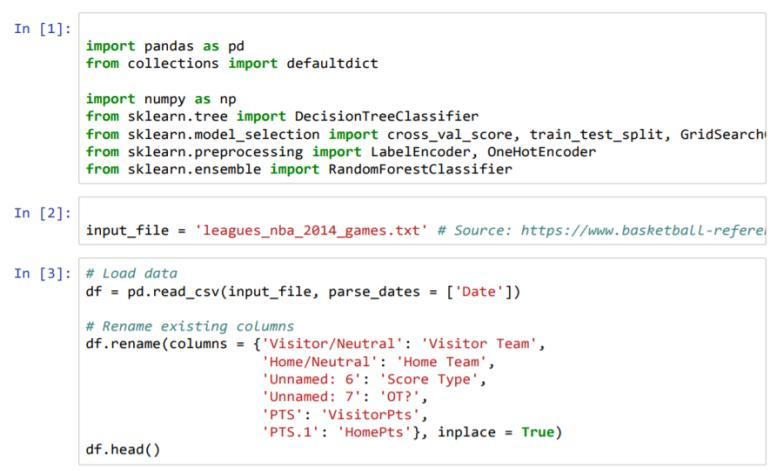 In [1]:
import pandas as pd
from collections import defaultdict
import numpy as np
from sklearn.tree import DecisionTreeClassifier
from sklearn.model_selection import cross_val_score, train_test_split, GridSearch
from sklearn.preprocessing import LabelEncoder, OneHotEncoder
from sklearn.ensemble import RandomForestClassifier
In [2]:
input_file = 'leagues_nba_2014_games.txt' # Source: https://www.basketball-refere
In [3]:
# Load data
df = pd.read_csv(input_file, parse_dates = ['Date'])
# Rename existing columns
df.rename(columns = {'Visitor/Neutral': 'Visitor Team',
'Home/Neutral': 'Home Team',
'Unnamed: 6': 'Score Type',
'Unnamed: 7': 'OT?',
'PTS': 'VisitorPts',
'PTS.1': 'HomePts'}, inplace = True)
df.head()